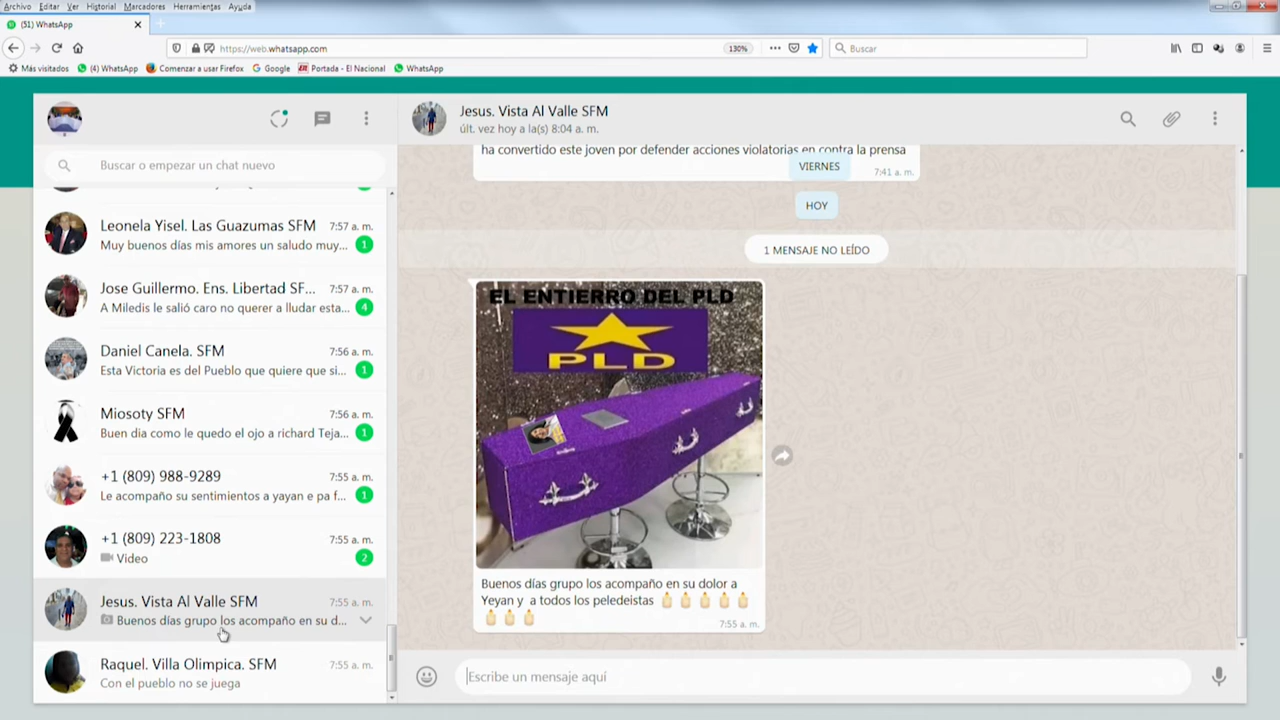 Archivo Editar Ver Historial Marcadores Herramientas Ayuda
(51) WhatsApp
https://web.whatsapp.com
130%
Buscar
Más visitados (4) WhatsApp Comenzar a usar Firefox Google Portada - El Nacional WhatsApp
Buscar o empezar un chat nuevo
Leonela Yisel. Las Guazumas SFM 7:57 a. m.
Muy buenos días mis amores un saludo muy... 1
Jose Guillermo. Ens. Libertad SF... 7:57 a. m.
A Miledis le salió caro no querer a lludar esta... 4
Daniel Canela. SFM 7:56 a. m.
Esta Victoria es del Pueblo que quiere que si... 1
Miosoty SFM 7:56 a. m.
Buen dia como le quedo el ojo a richard Teja... 1
+1 (809) 988-9289 7:55 a. m.
Le acompaño su sentimientos a yayan e pa f... 1
+1 (809) 223-1808 7:55 a. m.
Video 2
Jesus. Vista Al Valle SFM 7:55 a. m.
Buenos días grupo los acompaño en su d...
Raquel. Villa Olimpica. SFM 7:55 a. m.
Con el pueblo no se juega
Jesus. Vista Al Valle SFM
últ. vez hoy a la(s) 8:04 a. m.
ha convertido este joven por defender acciones violatorias en contra la prensa
7:41 a. m.
VIERNES
HOY
1 MENSAJE NO LEÍDO
EL ENTIERRO DEL PLD
PLD
Buenos días grupo los acompaño en su dolor a
Yeyan y a todos los peledeistas
7:55 a. m.
Escribe un mensaje aquí